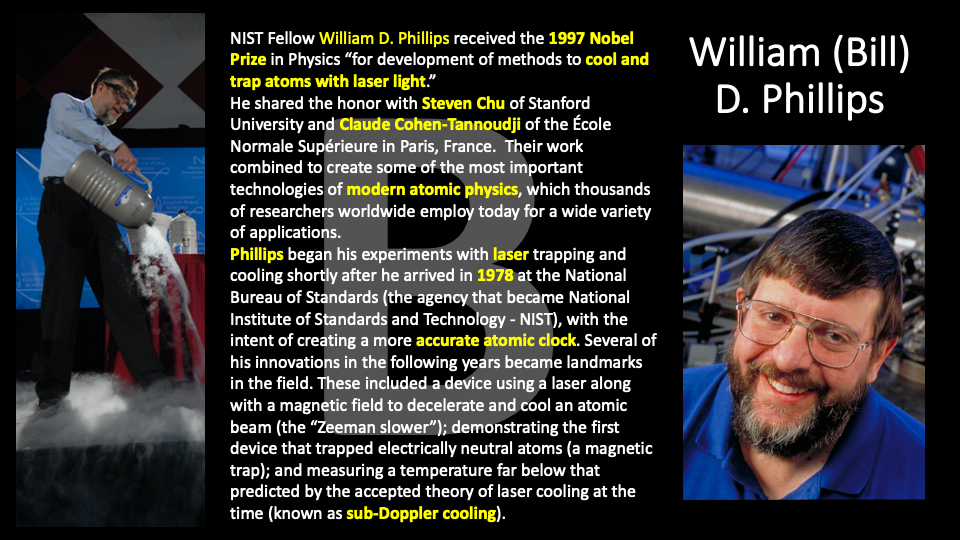 NIST Fellow William D. Phillips received the 1997 Nobel
Prize in Physics “for development of methods to cool and
trap atoms with laser light.”
He shared the honor with Steven Chu of Stanford
University and Claude Cohen-Tannoudji of the École
Normale Supérieure in Paris, France.  Their work
combined to create some of the most important
technologies of modern atomic physics, which thousands
of researchers worldwide employ today for a wide variety
of applications.
Phillips began his experiments with laser trapping and
cooling shortly after he arrived in 1978 at the National
Bureau of Standards (the agency that became National
Institute of Standards and Technology - NIST), with the
intent of creating a more accurate atomic clock. Several of
his innovations in the following years became landmarks
in the field. These included a device using a laser along
with a magnetic field to decelerate and cool an atomic
beam (the “Zeeman slower”); demonstrating the first
device that trapped electrically neutral atoms (a magnetic
trap); and measuring a temperature far below that
predicted by the accepted theory of laser cooling at the
time (known as sub-Doppler cooling).
B
William (Bill)
D. Phillips